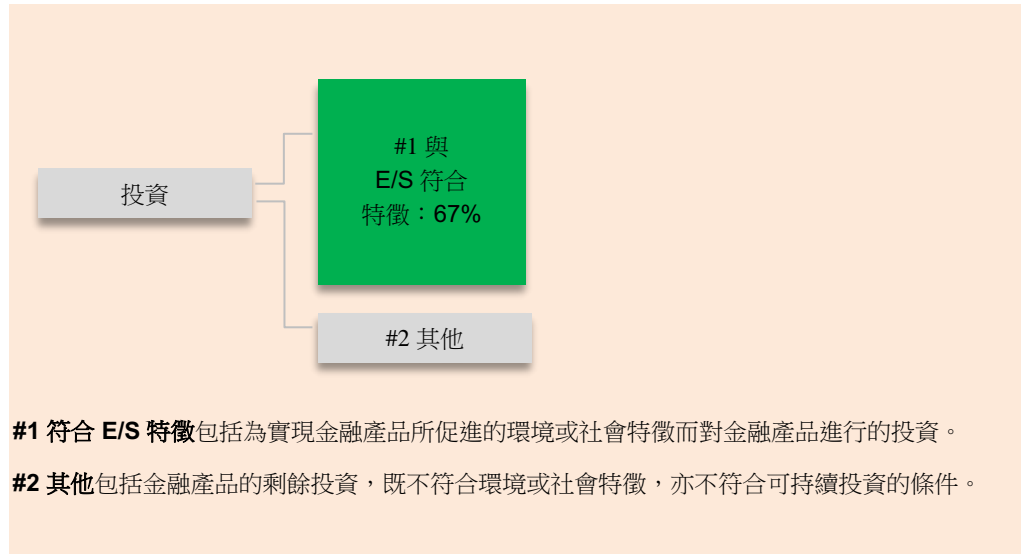 #1 與
E/S 符合
特徵：67%
投資
#2 其他
#1 符合 E/S 特徵包括為實現金融產品所促進的環境或社會特徵而對金融產品進行的投資。
#2 其他包括金融產品的剩餘投資，既不符合環境或社會特徵，亦不符合可持續投資的條件。